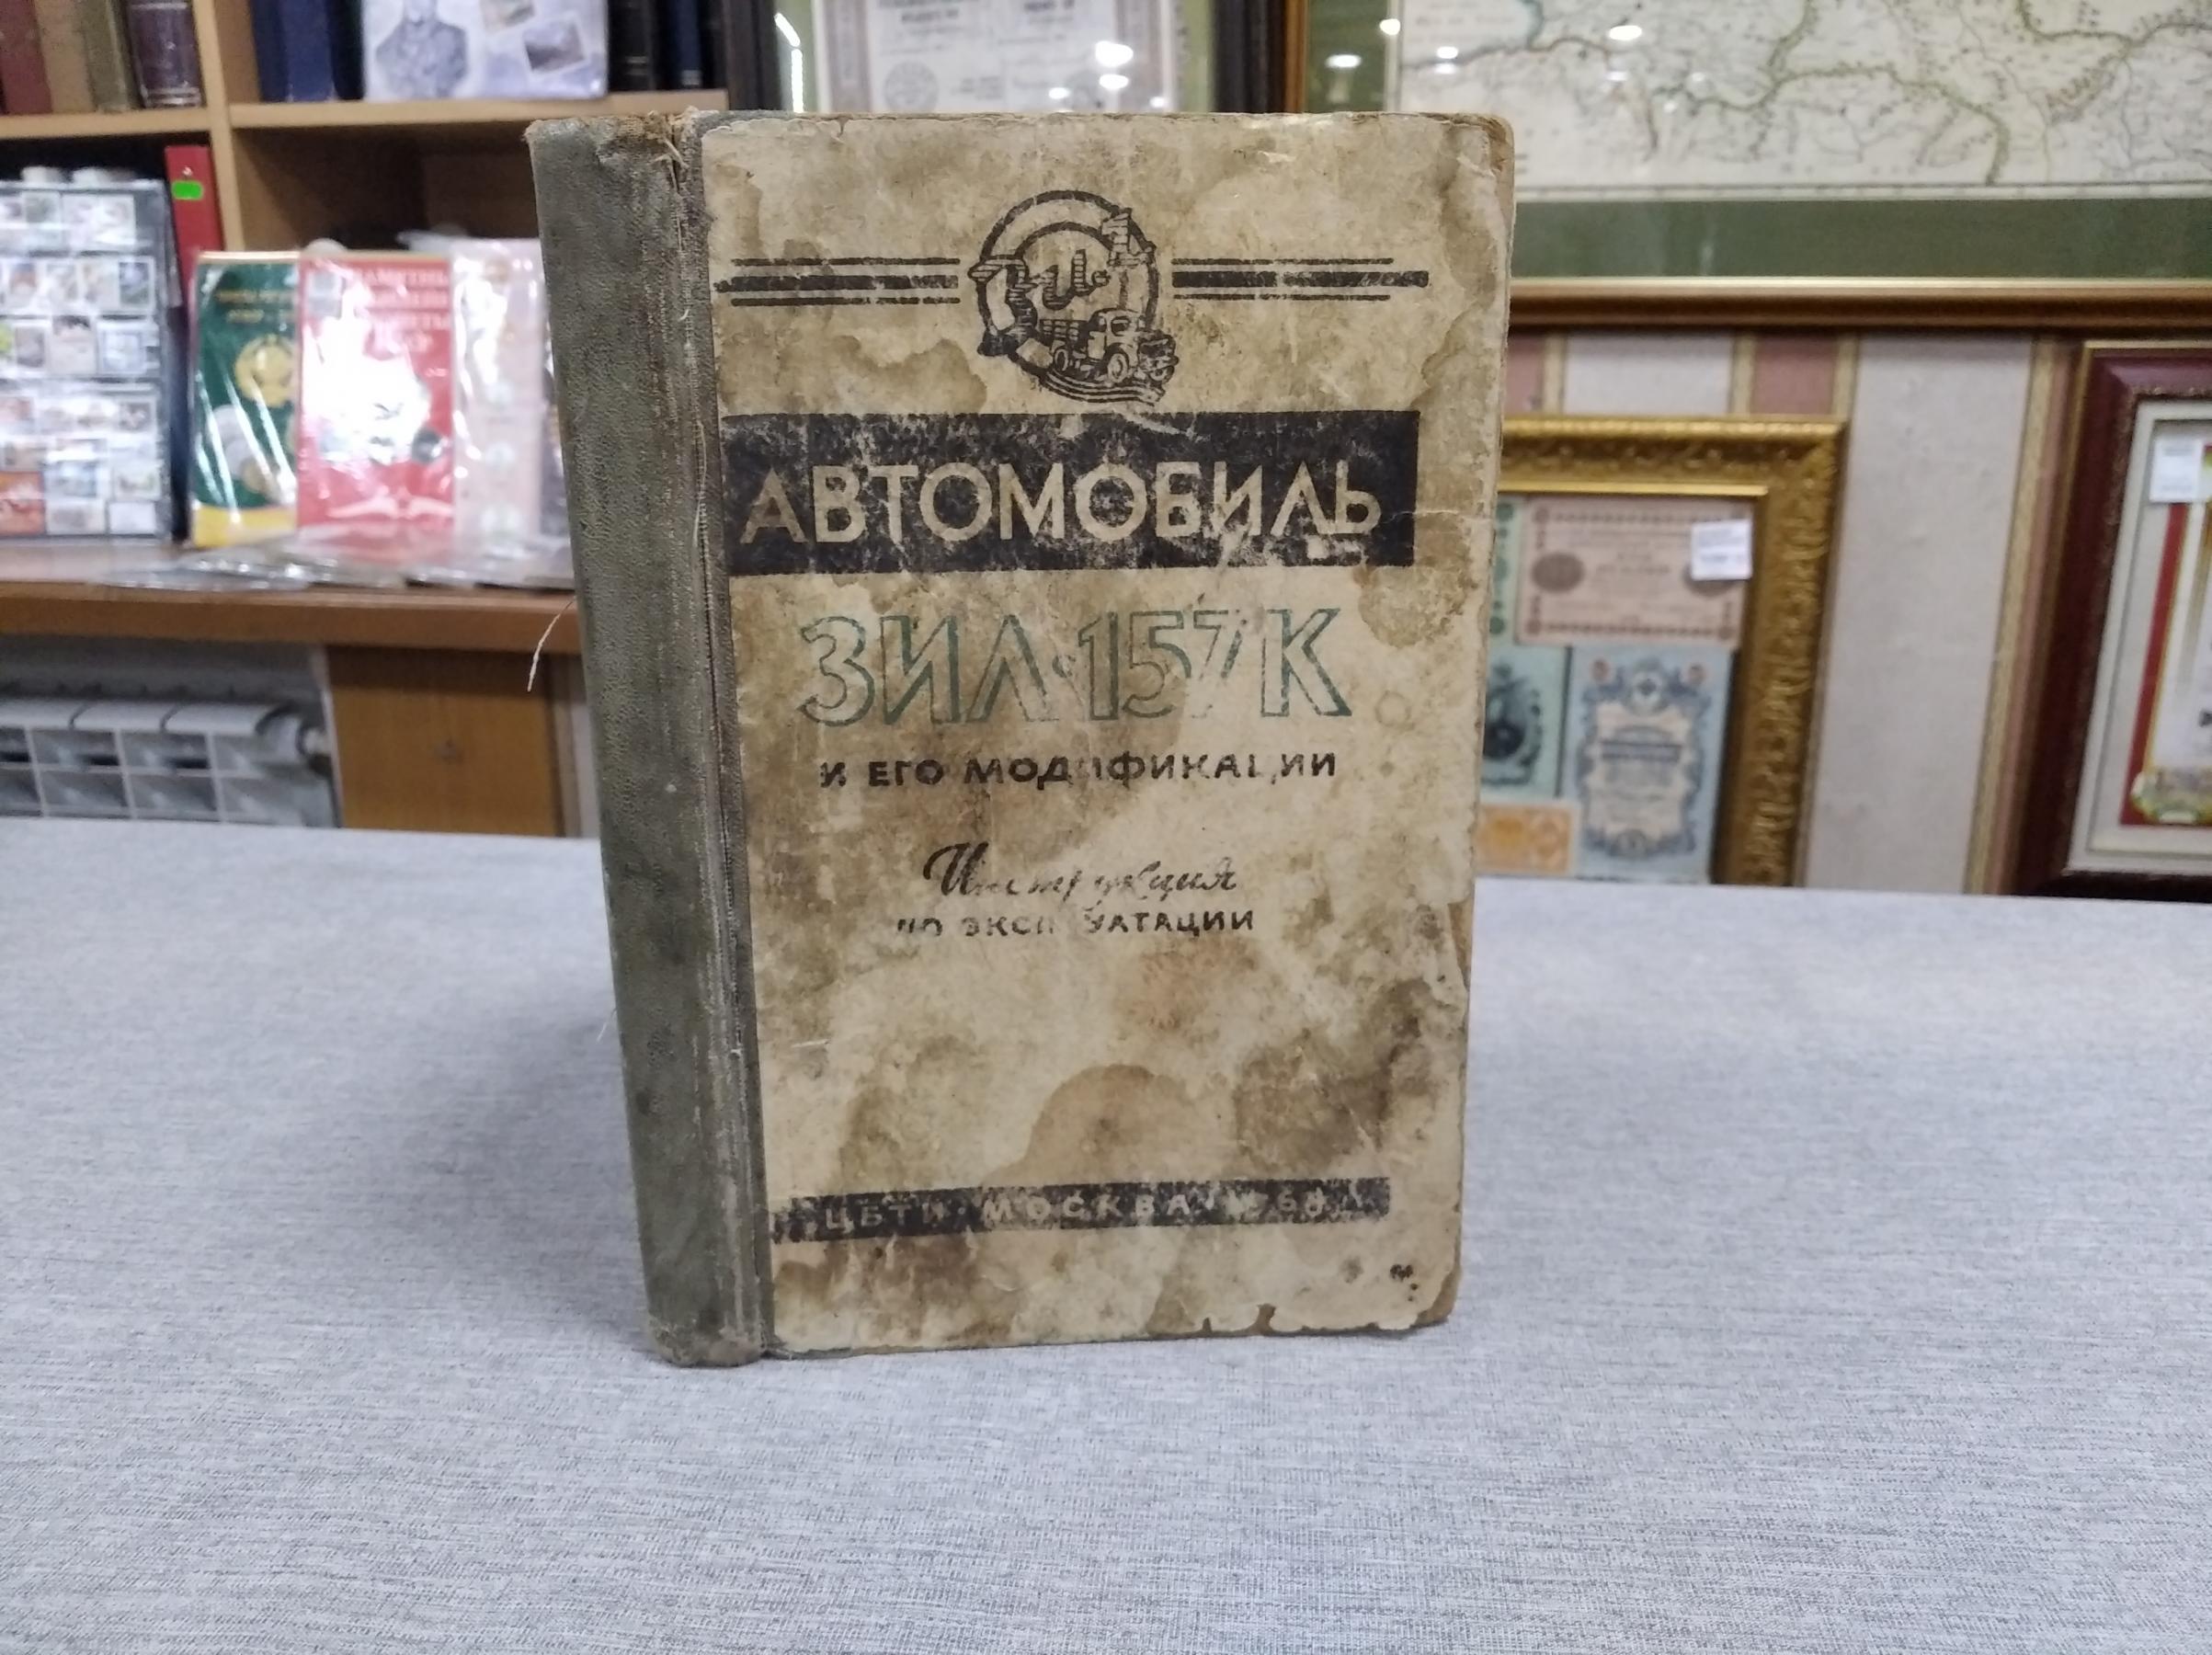 АВТОМОБИЛЬ
ЗИЛ-157К
И ЕГО МОДИФИКАЦИИ
Инструкция
ПО ЭКСПЛУАТАЦИИ
ЦБТИ · МОСКВА